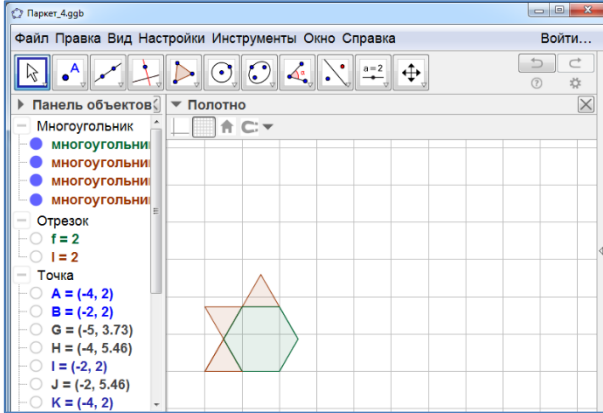 Паркет_4.ggb
Файл Правка Вид Настройки Инструменты Окно Справка Войти...
A
α
a=2
Панель объектов Полотно
Многоугольник
многоугольни
многоугольни
многоугольни
многоугольни
Отрезок
f = 2
l = 2
Точка
A = (-4, 2)
B = (-2, 2)
G = (-5, 3.73)
H = (-4, 5.46)
I = (-2, 2)
J = (-2, 5.46)
K = (-4, 2)